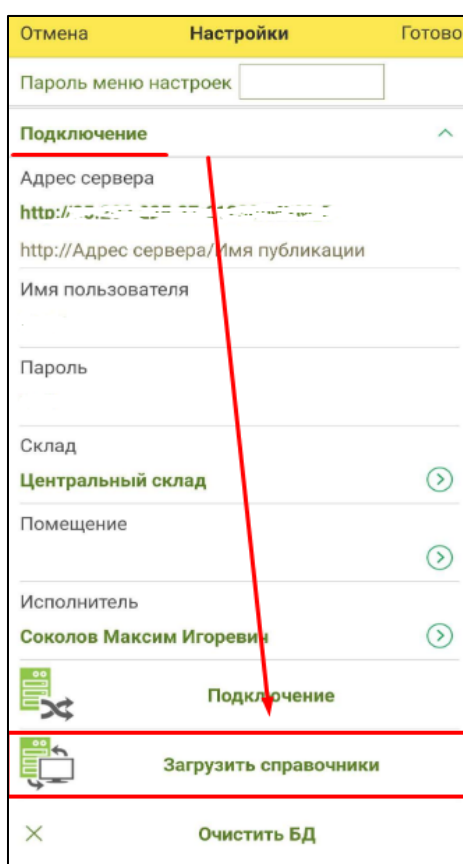 Отмена Настройки Готово
Пароль меню настроек
Подключение
Адрес сервера
http://
http://Адрес сервера/Имя публикации
Имя пользователя
Пароль
Склад
Центральный склад
Помещение
Исполнитель
Соколов Максим Игоревич
Подключение
Загрузить справочники
Очистить БД